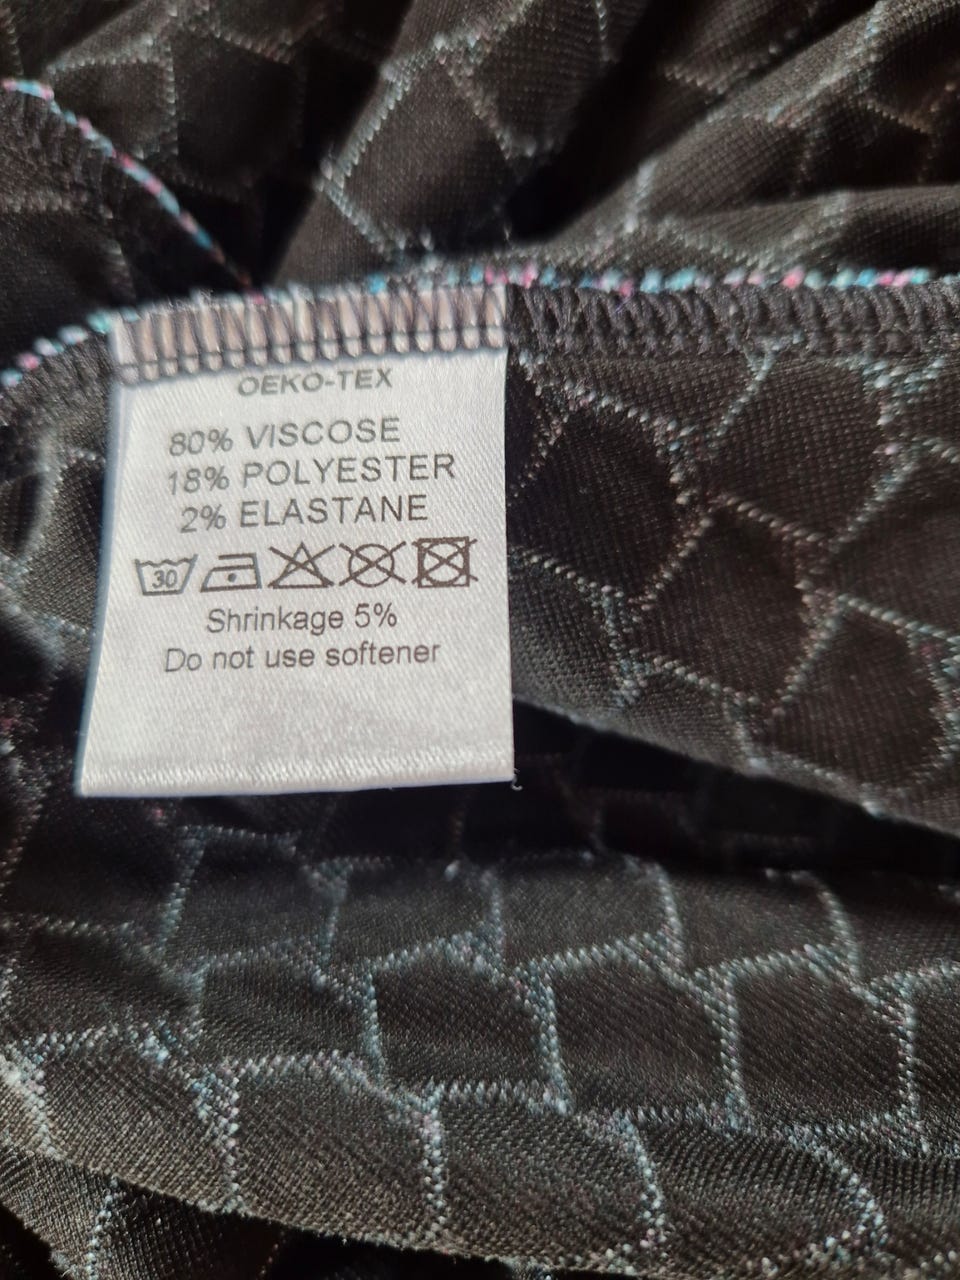 OEKO-TEX
80% VISCOSE
18% POLYESTER
2% ELASTANE
30
Shrinkage 5%
Do not use softener